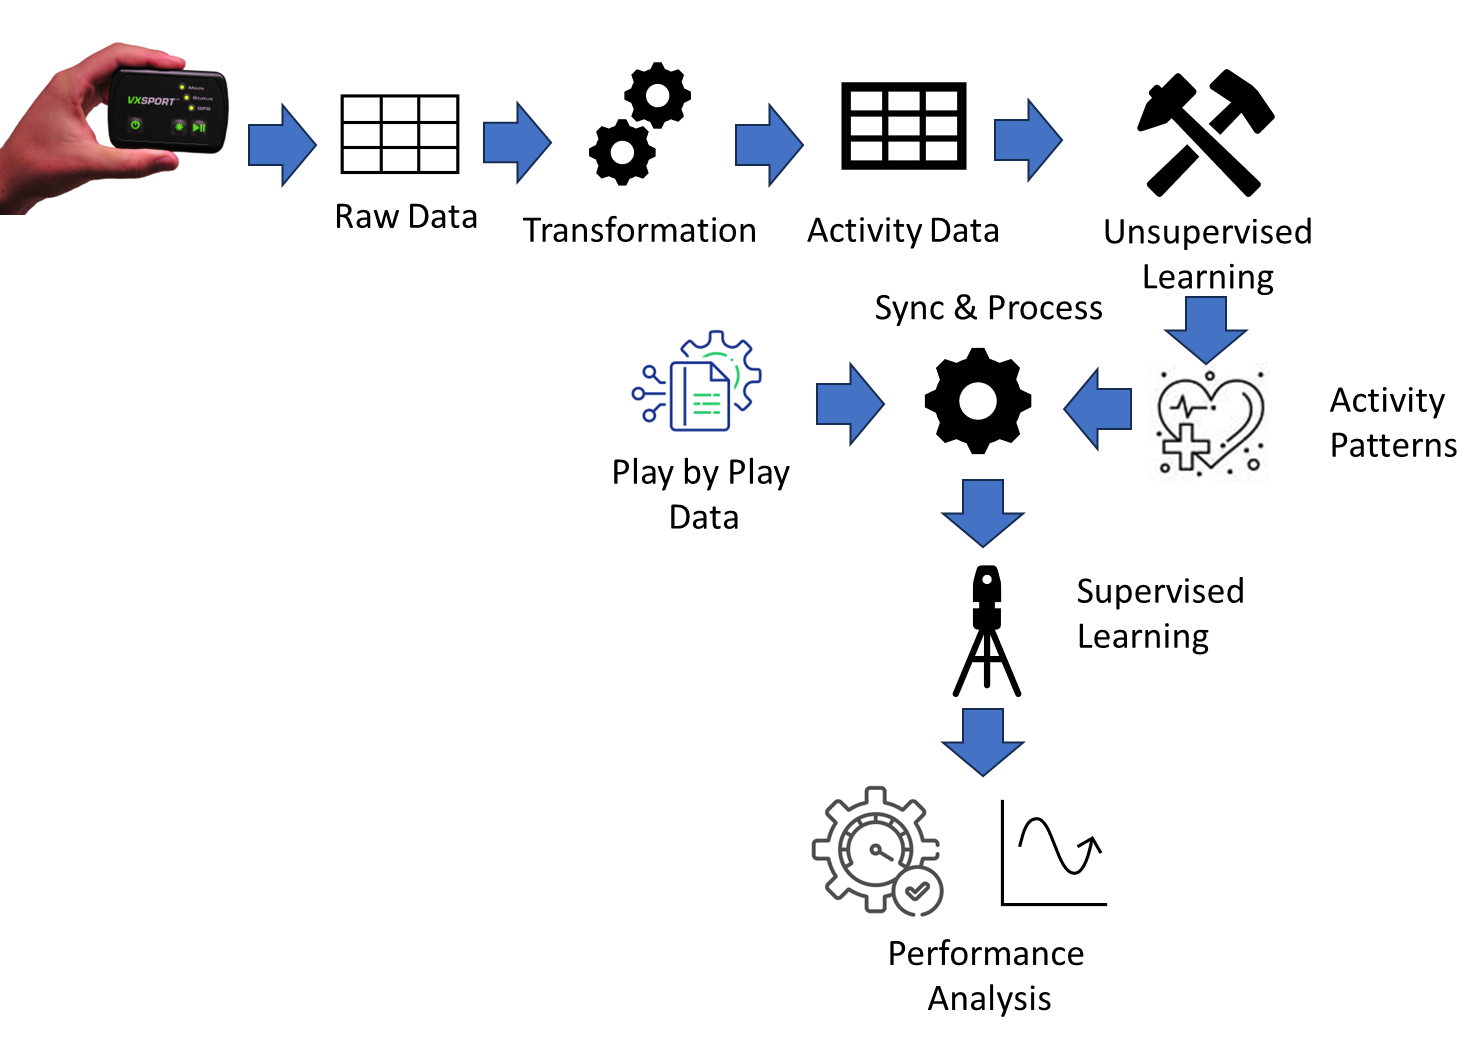 Mode
Status
GPS
VXSPORT
Raw Data
Transformation
Activity Data
Unsupervised
Learning
Sync & Process
Play by Play
Data
Activity
Patterns
Supervised
Learning
Performance
Analysis